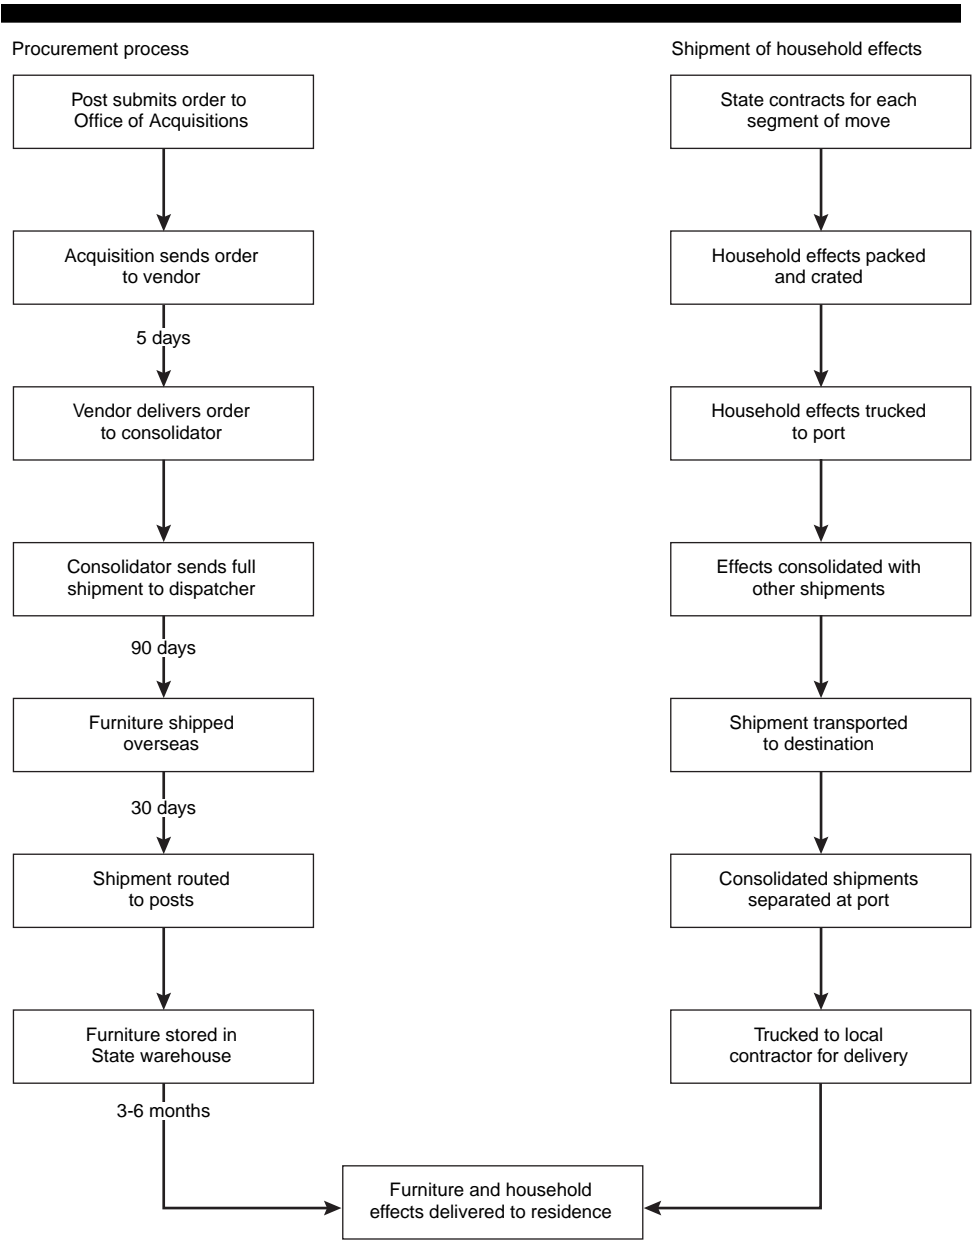 Procurement process
Post submits order to
Office of Acquisitions
Acquisition sends order
to vendor
5 days
Vendor delivers order
to consolidator
Consolidator sends full
shipment to dispatcher
90 days
Furniture shipped
overseas
30 days
Shipment routed
to posts
Furniture stored in
State warehouse
3-6 months
Shipment of household effects
State contracts for each
segment of move
Household effects packed
and crated
Household effects trucked
to port
Effects consolidated with
other shipments
Shipment transported
to destination
Consolidated shipments
separated at port
Trucked to local
contractor for delivery
Furniture and household
effects delivered to residence